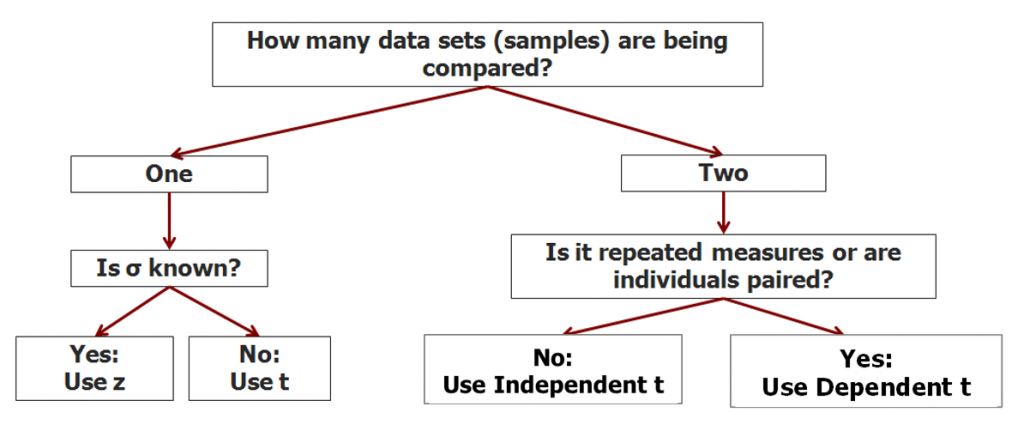 How many data sets (samples) are being
compared?
One
Two
Is σ known?
Is it repeated measures or are
individuals paired?
Yes:
Use z
No:
Use t
No:
Use Independent t
Yes:
Use Dependent t